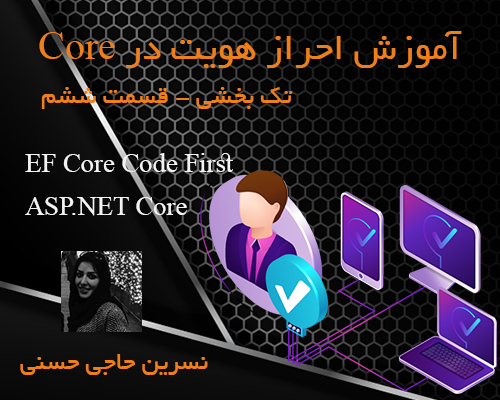 آموزش احراز هویت در Core
تک بخشی - قسمت ششم
EF Core Code First
ASP.NET Core
نسرین حاجی حسنی